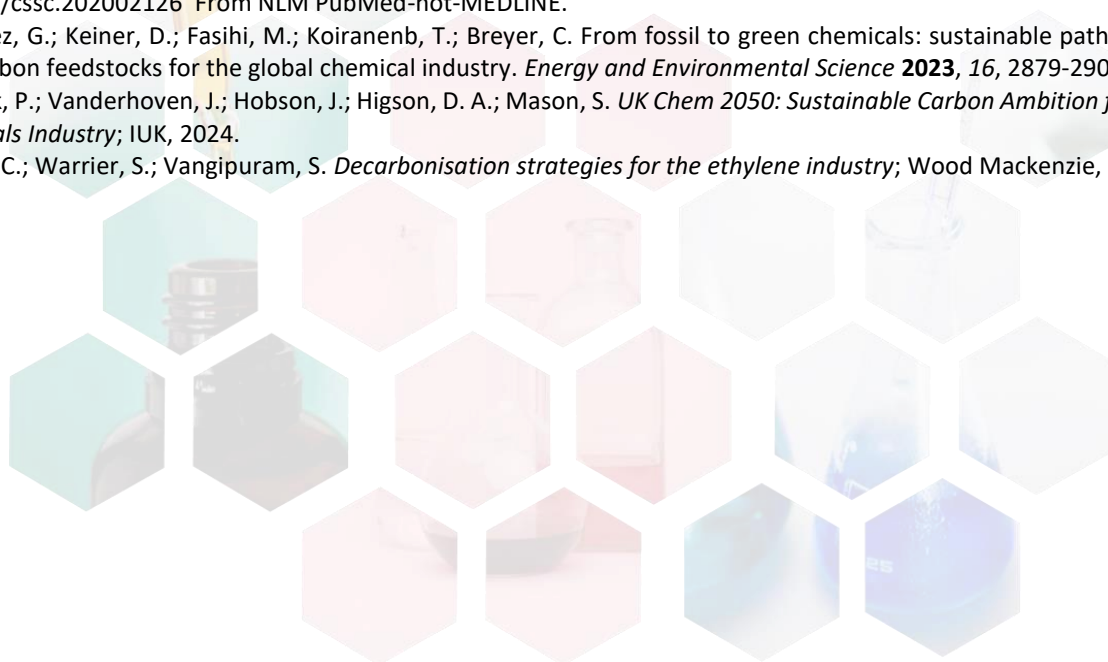 /cssc.202002126 From NLM PubMed-not-MEDLINE.
ez, G.; Keiner, D.; Fasihi, M.; Koiranenb, T.; Breyer, C. From fossil to green chemicals: sustainable path
rbon feedstocks for the global chemical industry. Energy and Environmental Science 2023, 16, 2879-290
, P.; Vanderhoven, J.; Hobson, J.; Higson, D. A.; Mason, S. UK Chem 2050: Sustainable Carbon Ambition f
als Industry; IUK, 2024.
C.; Warrier, S.; Vangipuram, S. Decarbonisation strategies for the ethylene industry; Wood Mackenzie,
25